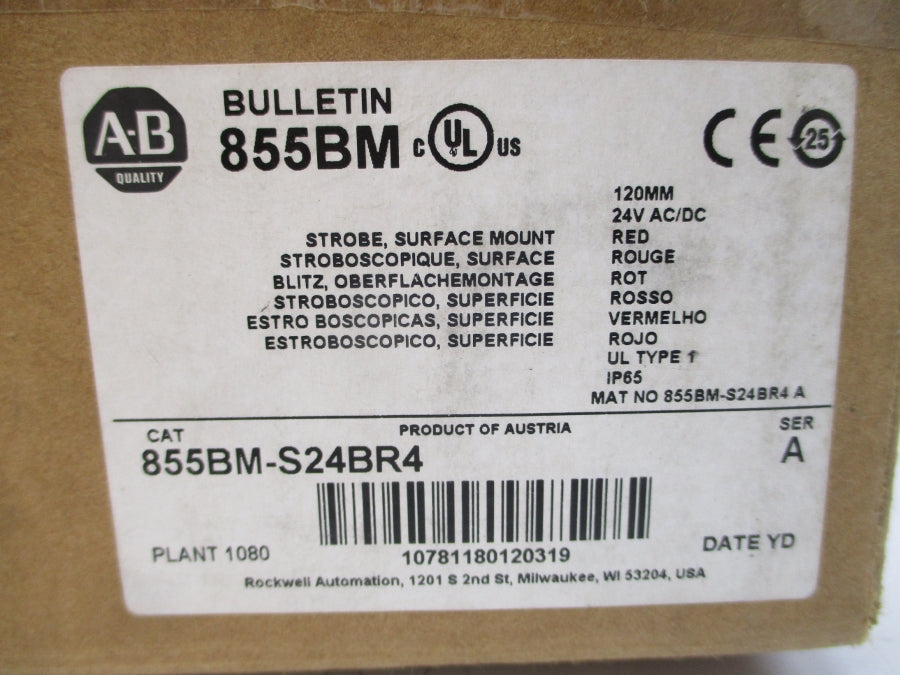 A-B
QUALITY
BULLETIN
855BM
C UL US
CE 25
120MM
24V AC/DC
STROBE, SURFACE MOUNT RED
STROBOSCOPIQUE, SURFACE ROUGE
BLITZ, OBERFLACHEMONTAGE ROT
STROBOSCOPICO, SUPERFICIE ROSSO
ESTRO BOSCOPICAS, SUPERFICIE VERMELHO
ESTROBOSCOPICO, SUPERFICIE ROJO
UL TYPE 1
IP65
MAT NO 855BM-S24BR4 A
CAT PRODUCT OF AUSTRIA SER
855BM-S24BR4 A
PLANT 1080 10781180120319 DATE YD
Rockwell Automation, 1201 S 2nd St, Milwaukee, WI 53204, USA